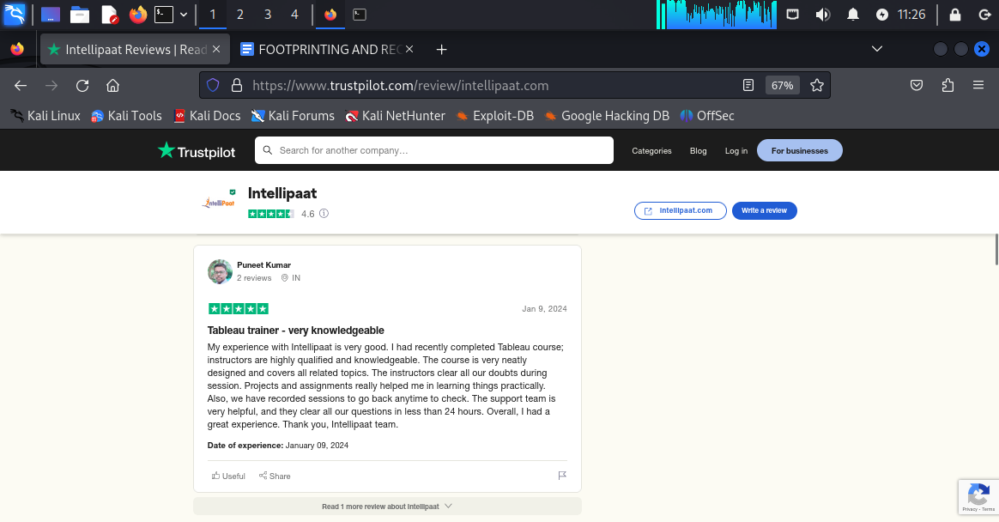 1 2 3 4 11:26
Intellipaat Reviews | Read FOOTPRINTING AND REC
https://www.trustpilot.com/review/intellipaat.com 67%
Kali Linux Kali Tools Kali Docs Kali Forums Kali NetHunter Exploit-DB Google Hacking DB OffSec
Trustpilot Search for another company... Categories Blog Log in For businesses
IntelliPaat
Intellipaat
4.6
intellipaat.com Write a review
Puneet Kumar
2 reviews IN
Jan 9, 2024
Tableau trainer - very knowledgeable
My experience with Intellipaat is very good. I had recently completed Tableau course;
instructors are highly qualified and knowledgeable. The course is very neatly
designed and covers all related topics. The instructors clear all our doubts during
session. Projects and assignments really helped me in learning things practically.
Also, we have recorded sessions to go back anytime to check. The support team is
very helpful, and they clear all our questions in less than 24 hours. Overall, I had a
great experience. Thank you, Intellipaat team.
Date of experience: January 09, 2024
Useful Share
Read 1 more review about Intellipaat
Privacy - Terms